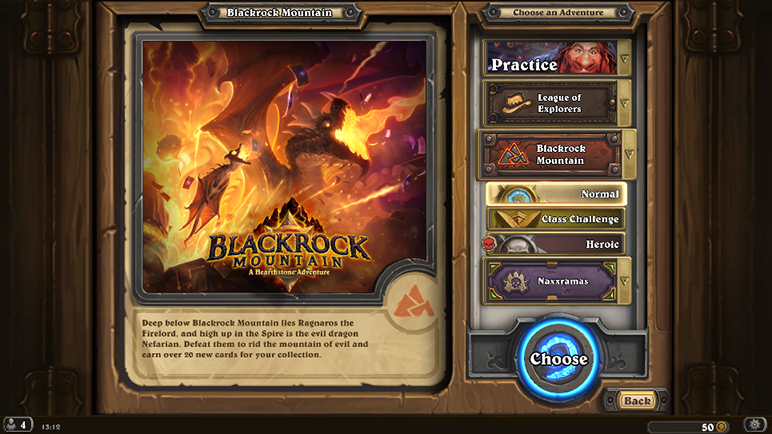 Blackrock Mountain
BLACKROCK
MOUNTAIN
A Hearthstone Adventure
Deep below Blackrock Mountain lies Ragnaros the
Firelord, and high up in the Spire is the evil dragon
Nefarian. Defeat them to rid the mountain of evil and
earn over 20 new cards for your collection.
Choose an Adventure
Practice
League of
Explorers
Blackrock
Mountain
Normal
Class Challenge
Heroic
Naxxramas
Choose
Back
4
13:12
50